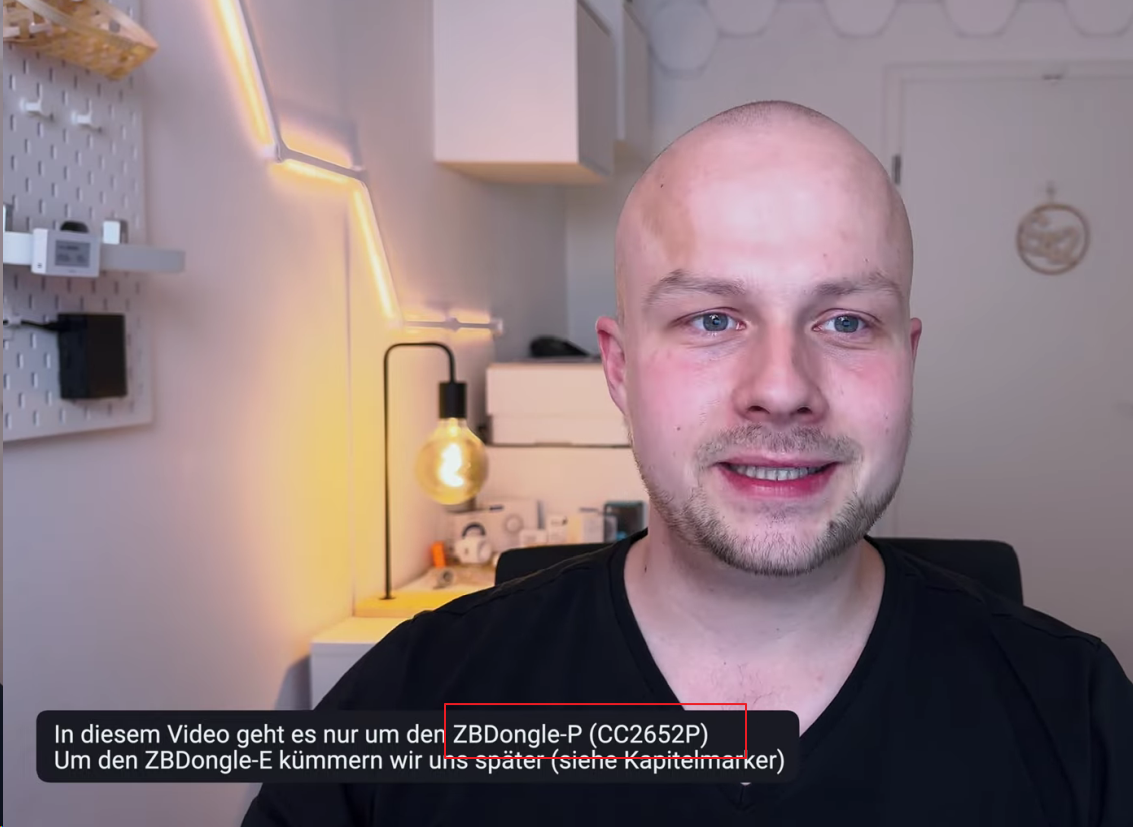 In diesem Video geht es nur um den ZBDongle-P (CC2652P)
Um den ZBDongle-E kümmern wir uns später (siehe Kapitelmarker)